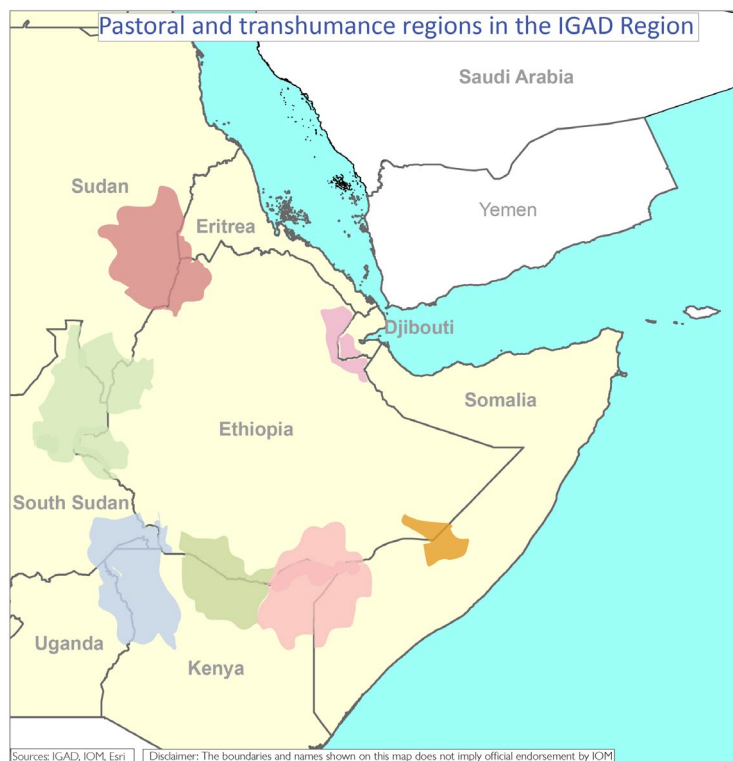 Pastoral and transhumance regions in the IGAD Region
Saudi Arabia
Sudan
Yemen
Eritrea
Djibouti
Somalia
Ethiopia
South Sudan
Uganda
Kenya
Sources: IGAD, IOM, Esri
Disclaimer: The boundaries and names shown on this map does not imply official endorsement by IOM